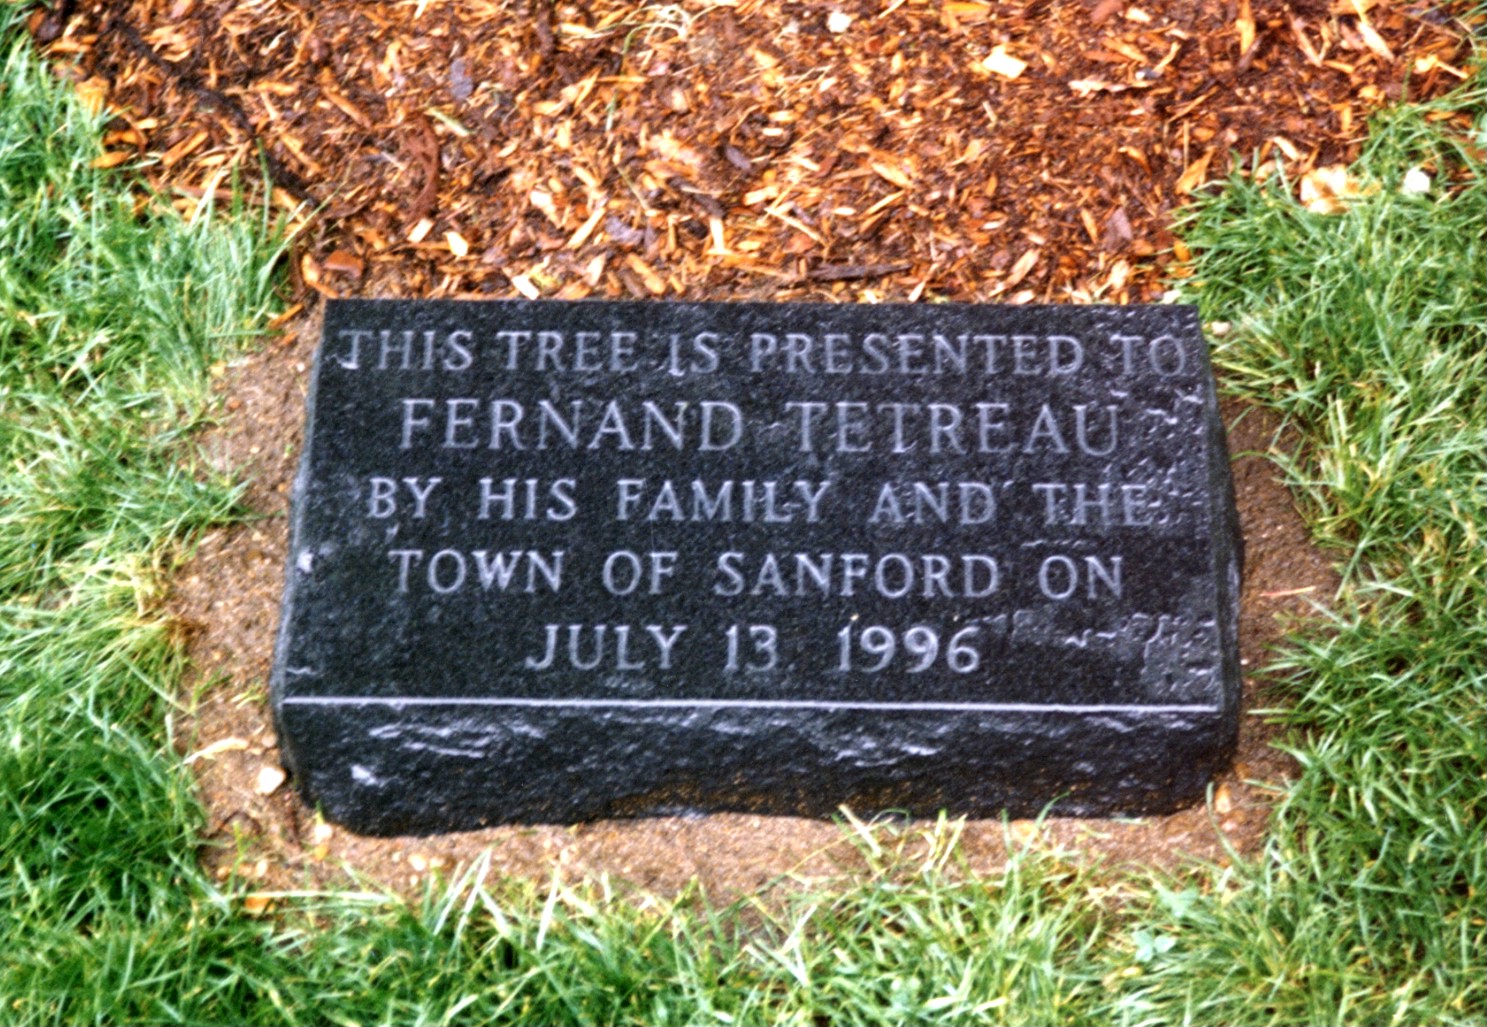 THIS TREE IS PRESENTED TO
FERNAND TETREAU
BY HIS FAMILY AND THE
TOWN OF SANFORD ON
JULY 13 1996